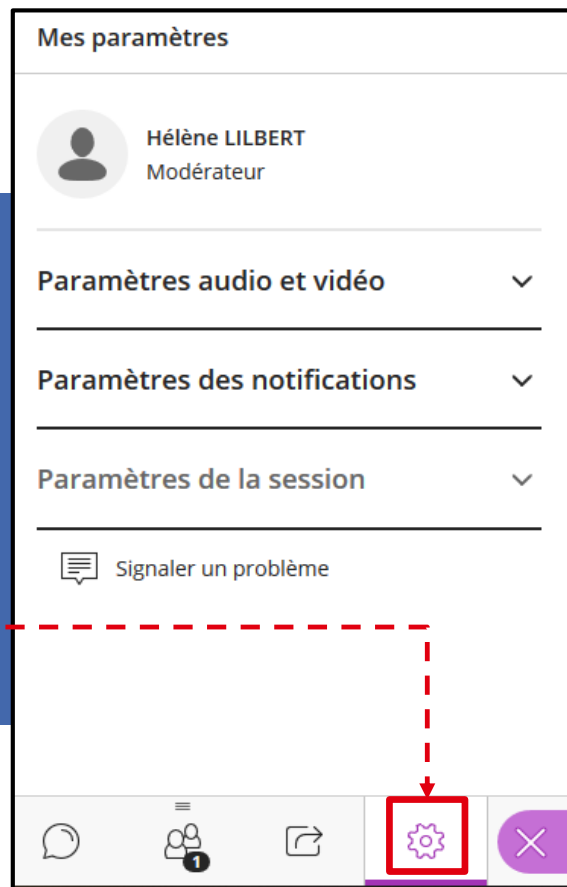 Mes paramètres
Hélène LILBERT
Modérateur
Paramètres audio et vidéo
Paramètres des notifications
Paramètres de la session
Signaler un problème
1